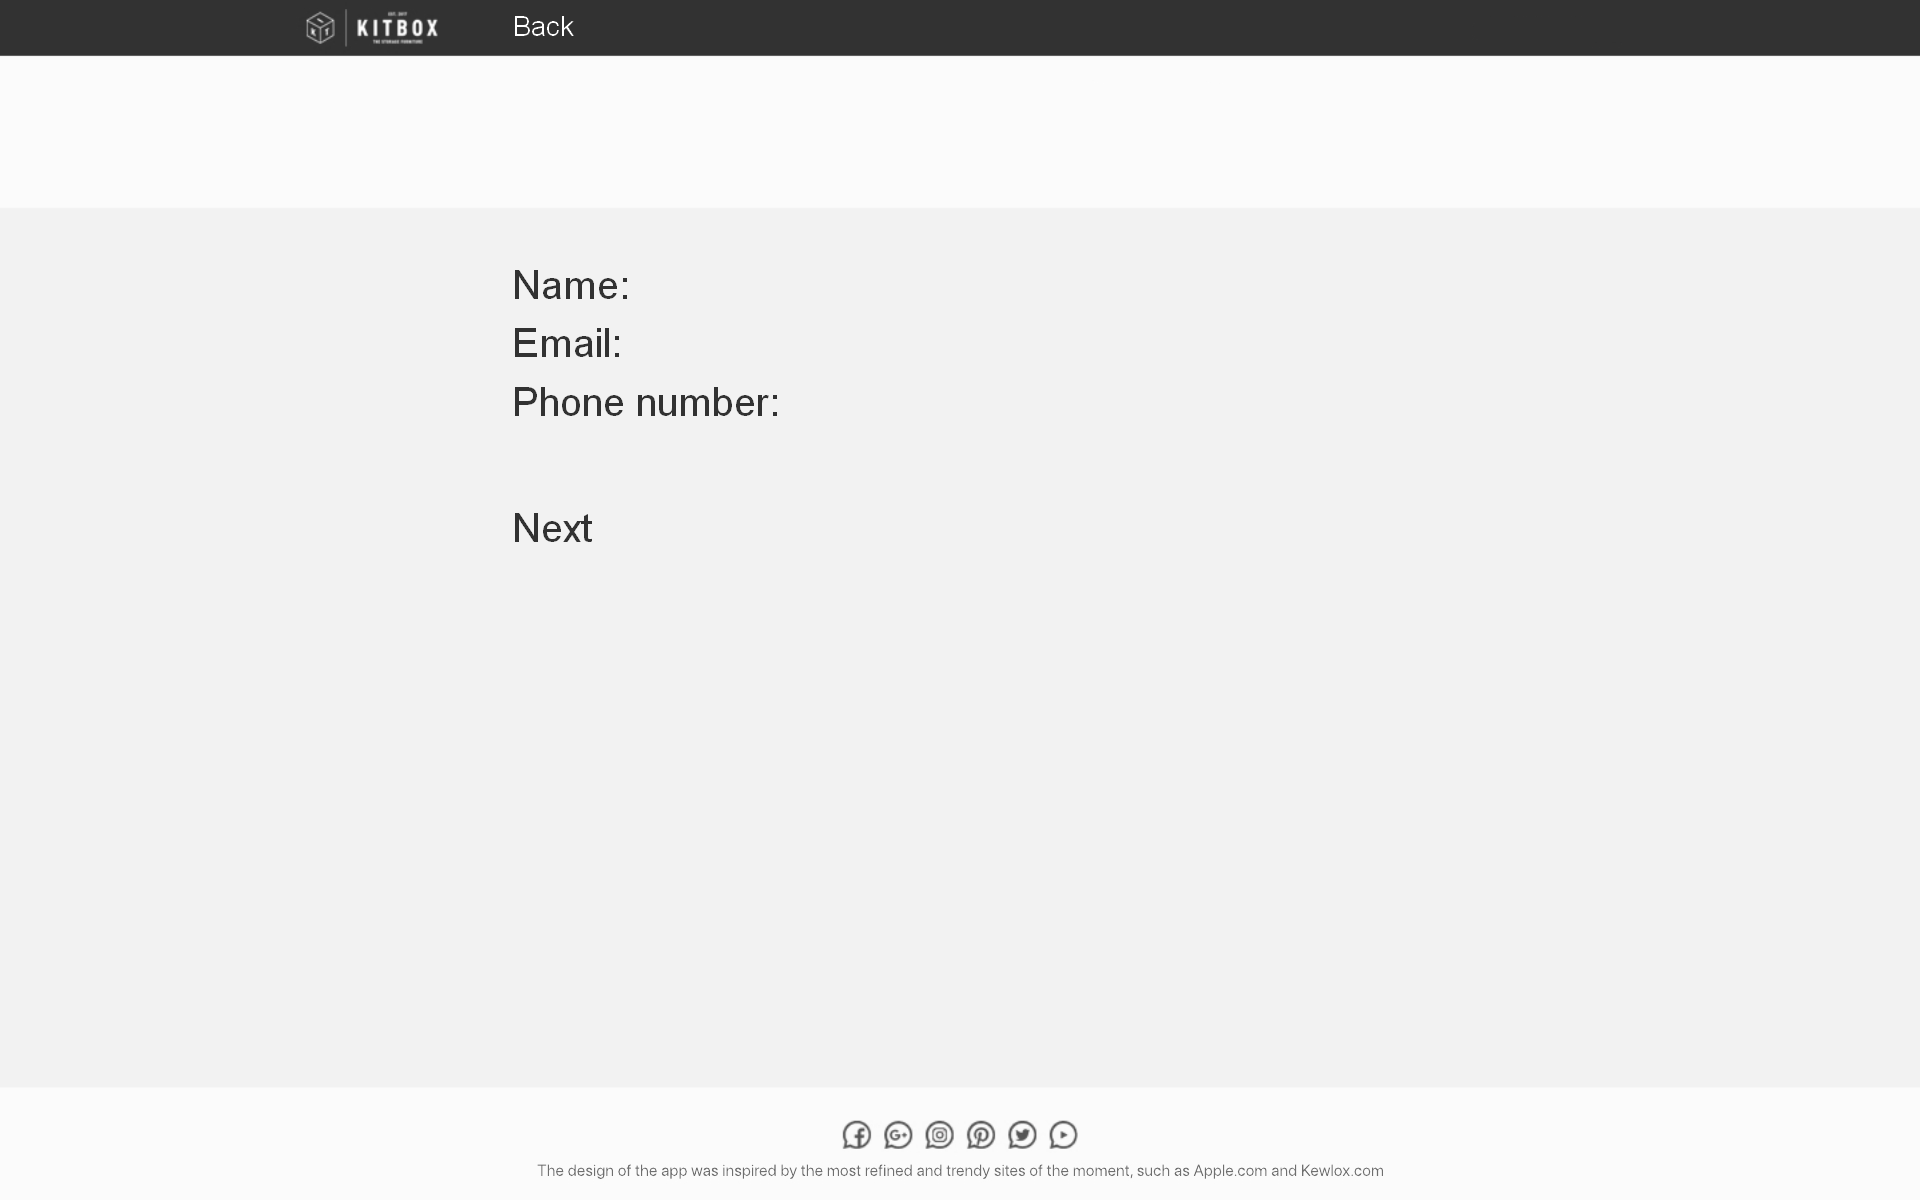 KITBOX
Back
Name:
Email:
Phone number:
Next
The design of the app was inspired by the most refined and trendy sites of the moment, such as Apple.com and Kewlox.com